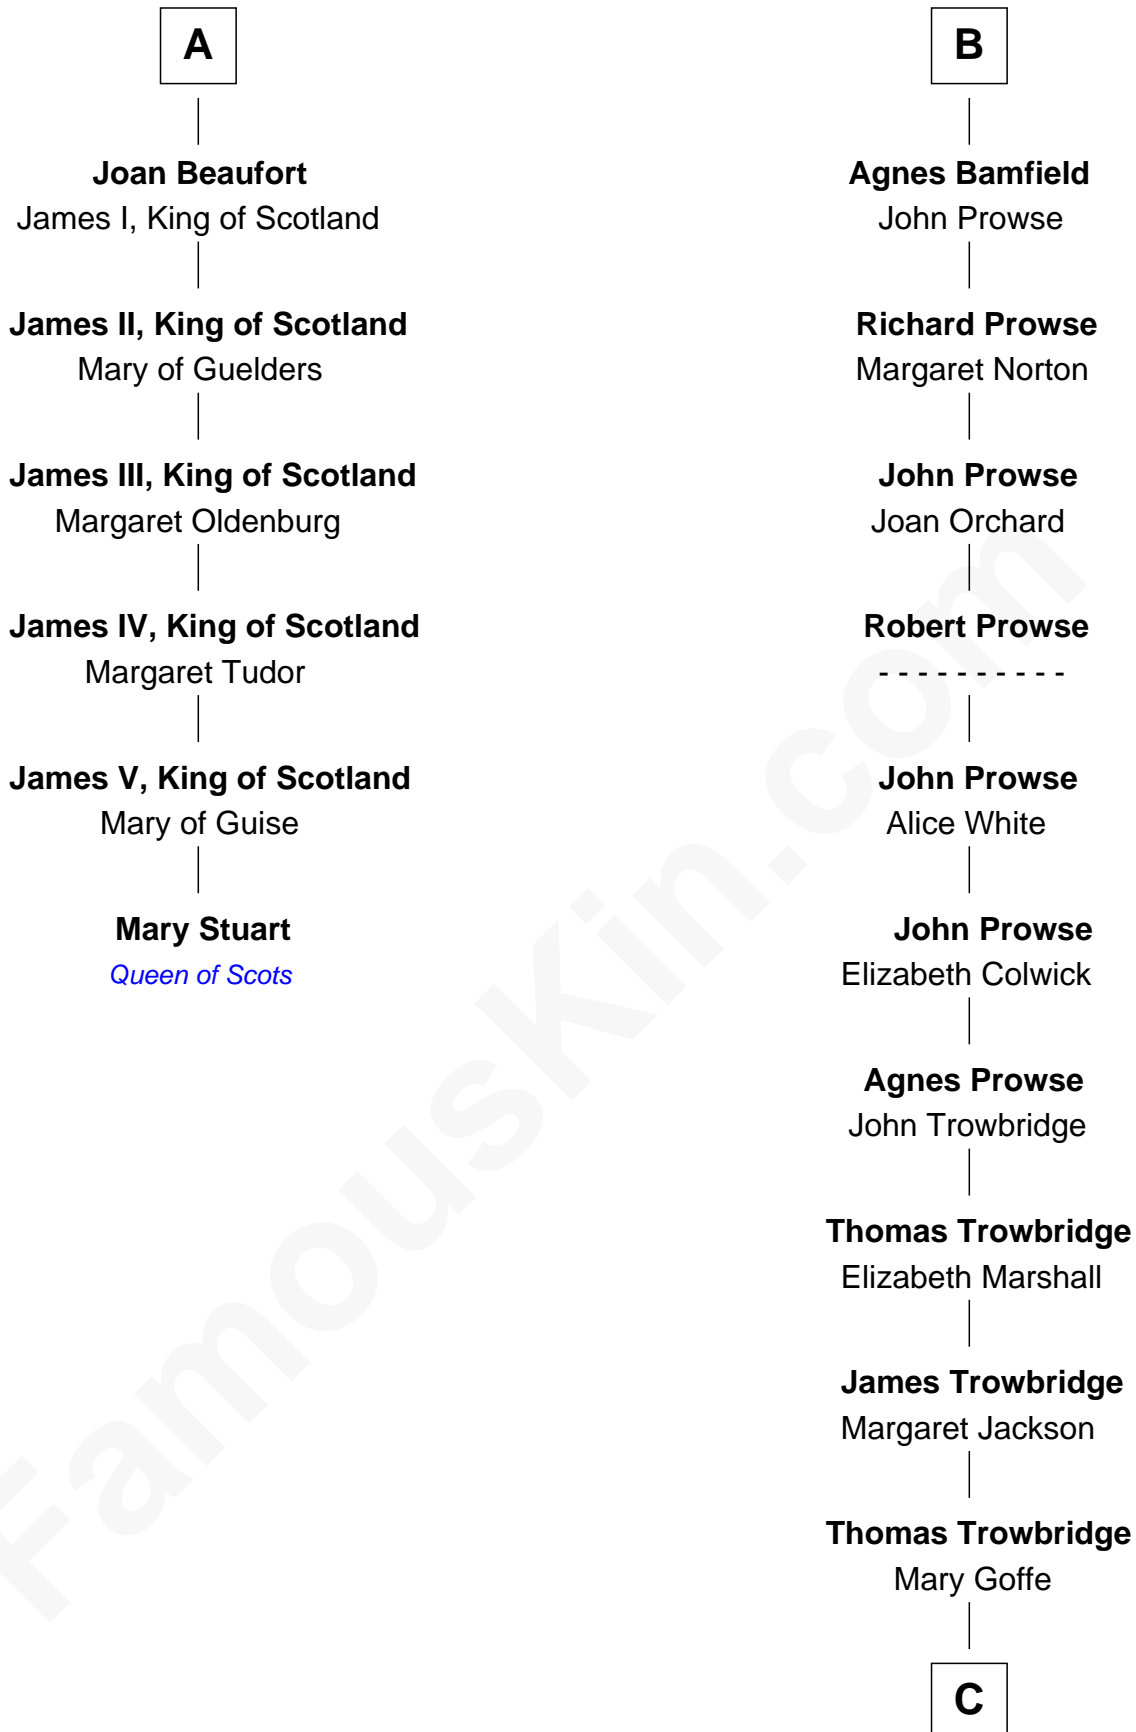 A
Joan Beaufort
James I, King of Scotland
James II, King of Scotland
Mary of Guelders
James III, King of Scotland
Margaret Oldenburg
James IV, King of Scotland
Margaret Tudor
James V, King of Scotland
Mary of Guise
Mary Stuart
Queen of Scots
B
Agnes Bamfield
John Prowse
Richard Prowse
Margaret Norton
John Prowse
Joan Orchard
Robert Prowse
- - - - - - - - - -
John Prowse
Alice White
John Prowse
Elizabeth Colwick
Agnes Prowse
John Trowbridge
Thomas Trowbridge
Elizabeth Marshall
James Trowbridge
Margaret Jackson
Thomas Trowbridge
Mary Goffe
C
FamousKin.com